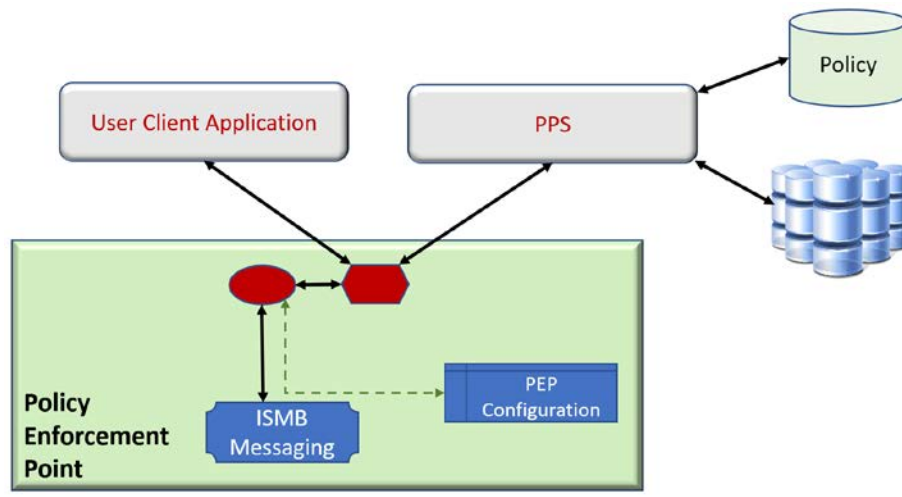 Policy
User Client Application
PPS
PEP
Configuration
Policy
Enforcement
Point
ISMB
Messaging